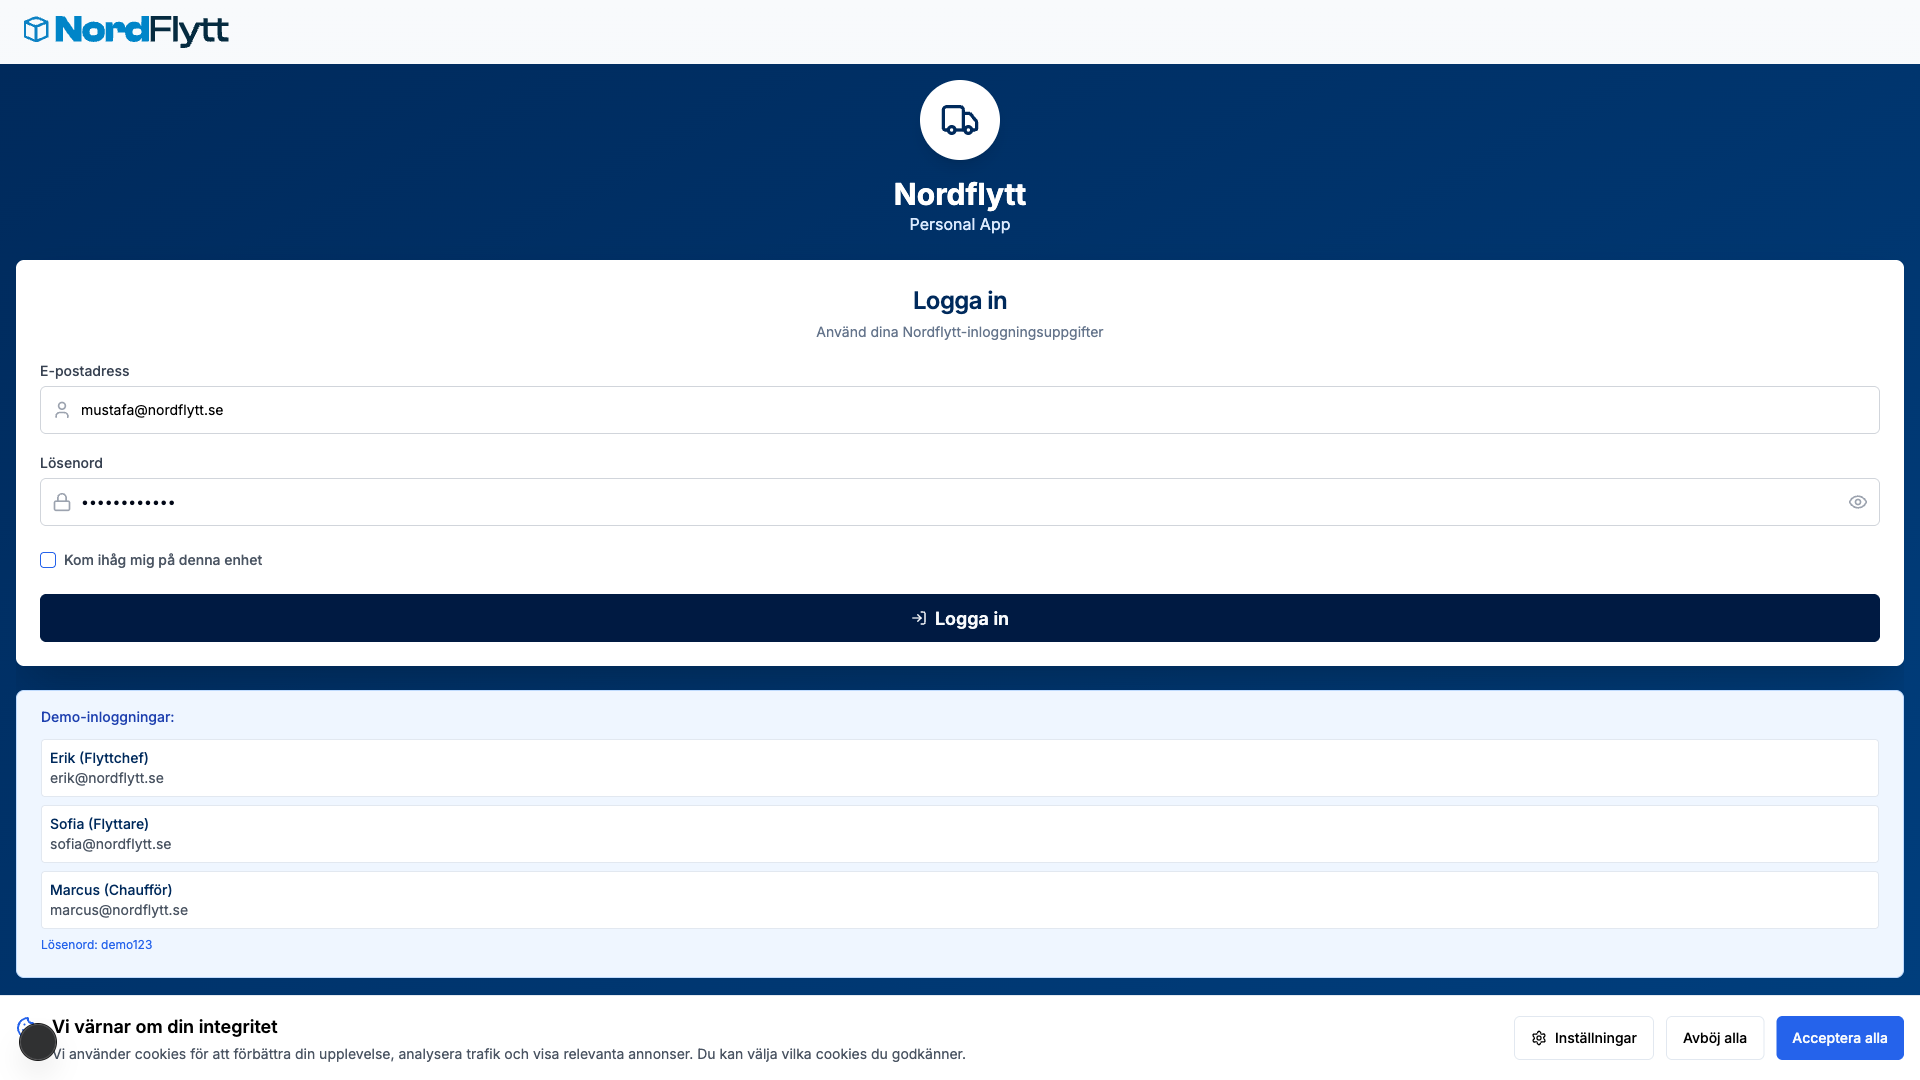 NordFlytt
Nordflytt
Personal App
Logga in
Använd dina Nordflytt-inloggningsuppgifter
E-postadress
mustafa@nordflytt.se
Lösenord
••••••••••••
Kom ihåg mig på denna enhet
Logga in
Demo-inloggningar:
Erik (Flyttchef)
erik@nordflytt.se
Sofia (Flyttare)
sofia@nordflytt.se
Marcus (Chaufför)
marcus@nordflytt.se
Lösenord: demo123
Vi värnar om din integritet
Vi använder cookies för att förbättra din upplevelse, analysera trafik och visa relevanta annonser. Du kan välja vilka cookies du godkänner.
Inställningar
Avböj alla
Acceptera alla